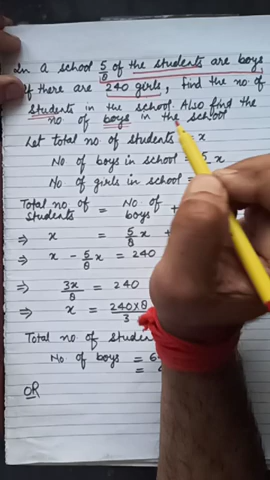 In a school 5/8 of the students are boys
If there are 240 girls, find the no of
students in the school. Also find the
no of boys in the school
Let total no of students = x
No of boys in school = 5 x
No of girls in school =
Total no of students = No of boys +
⇒ x = 5/8 x +
⇒ x - 5/8 x = 240
⇒ 3x/8 = 240
⇒ x = 240×8/3
Total no of studen
No of boys = 6
=
OR